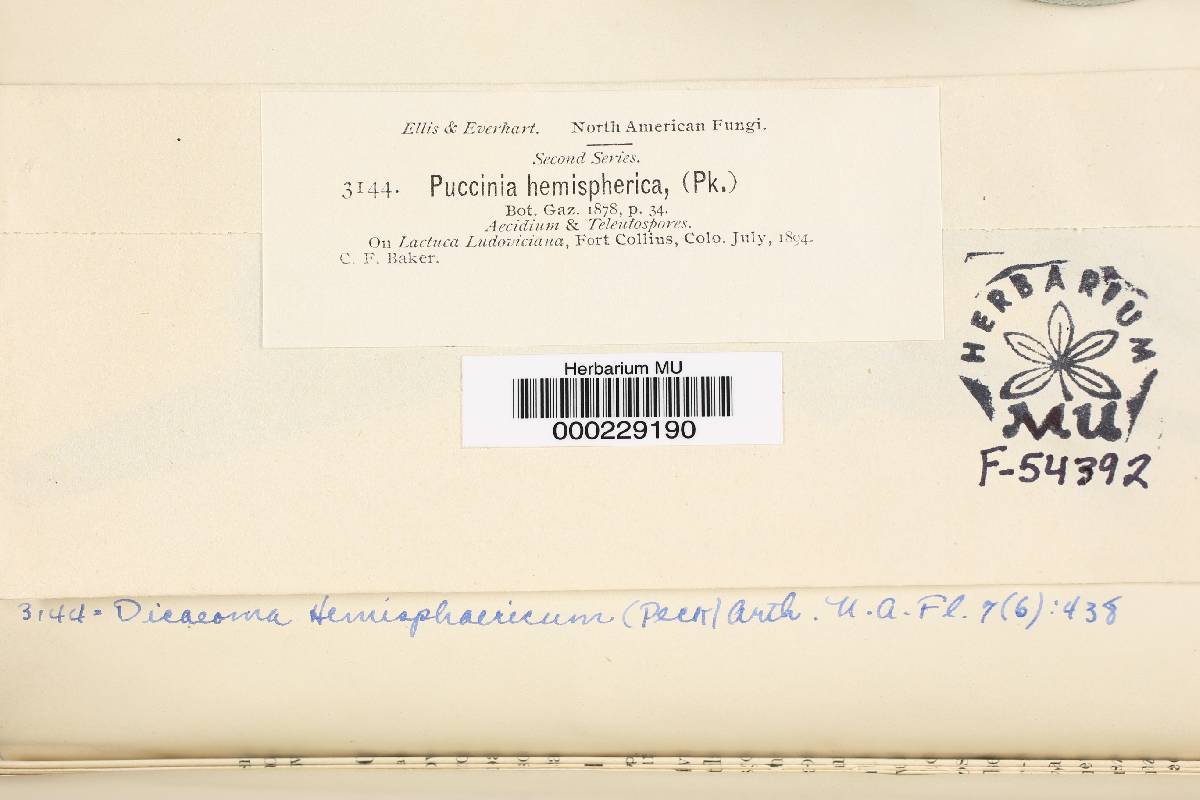 Ellis & Everhart. North American Fungi.
Second Series.
3144. Puccinia hemispherica, (Pk.)
Bot. Gaz. 1878, p. 34.
Aecidium & Teleutospores.
On Lactuca Ludoviciana, Fort Collins, Colo. July, 1894.
C. F. Baker.
HERBARIUM
MU
F-54392
Herbarium MU
000229190
3144 = Dicaeoma Hemisphaericum (Peck) Arth. N. A. Fl. 7(6):438